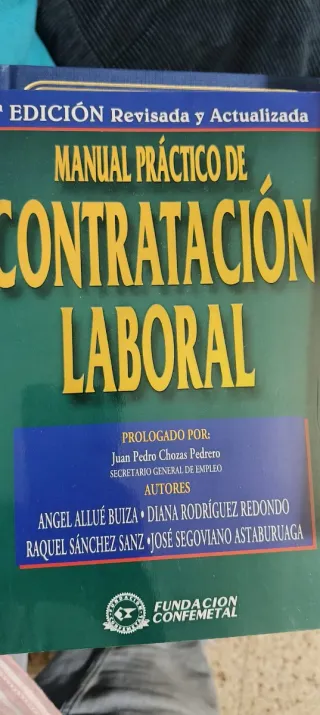 EDICIÓN Revisada y Actualizada
MANUAL PRÁCTICO DE
CONTRATACIÓN
LABORAL
PROLOGADO POR:
Juan Pedro Chozas Pedrero
SECRETARIO GENERAL DE EMPLEO
AUTORES
ANGEL ALLUÉ BUIZA · DIANA RODRÍGUEZ REDONDO
RAQUEL SÁNCHEZ SANZ · JOSÉ SEGOVIANO ASTABURUAGA
FUNDACION
CONFEMETAL